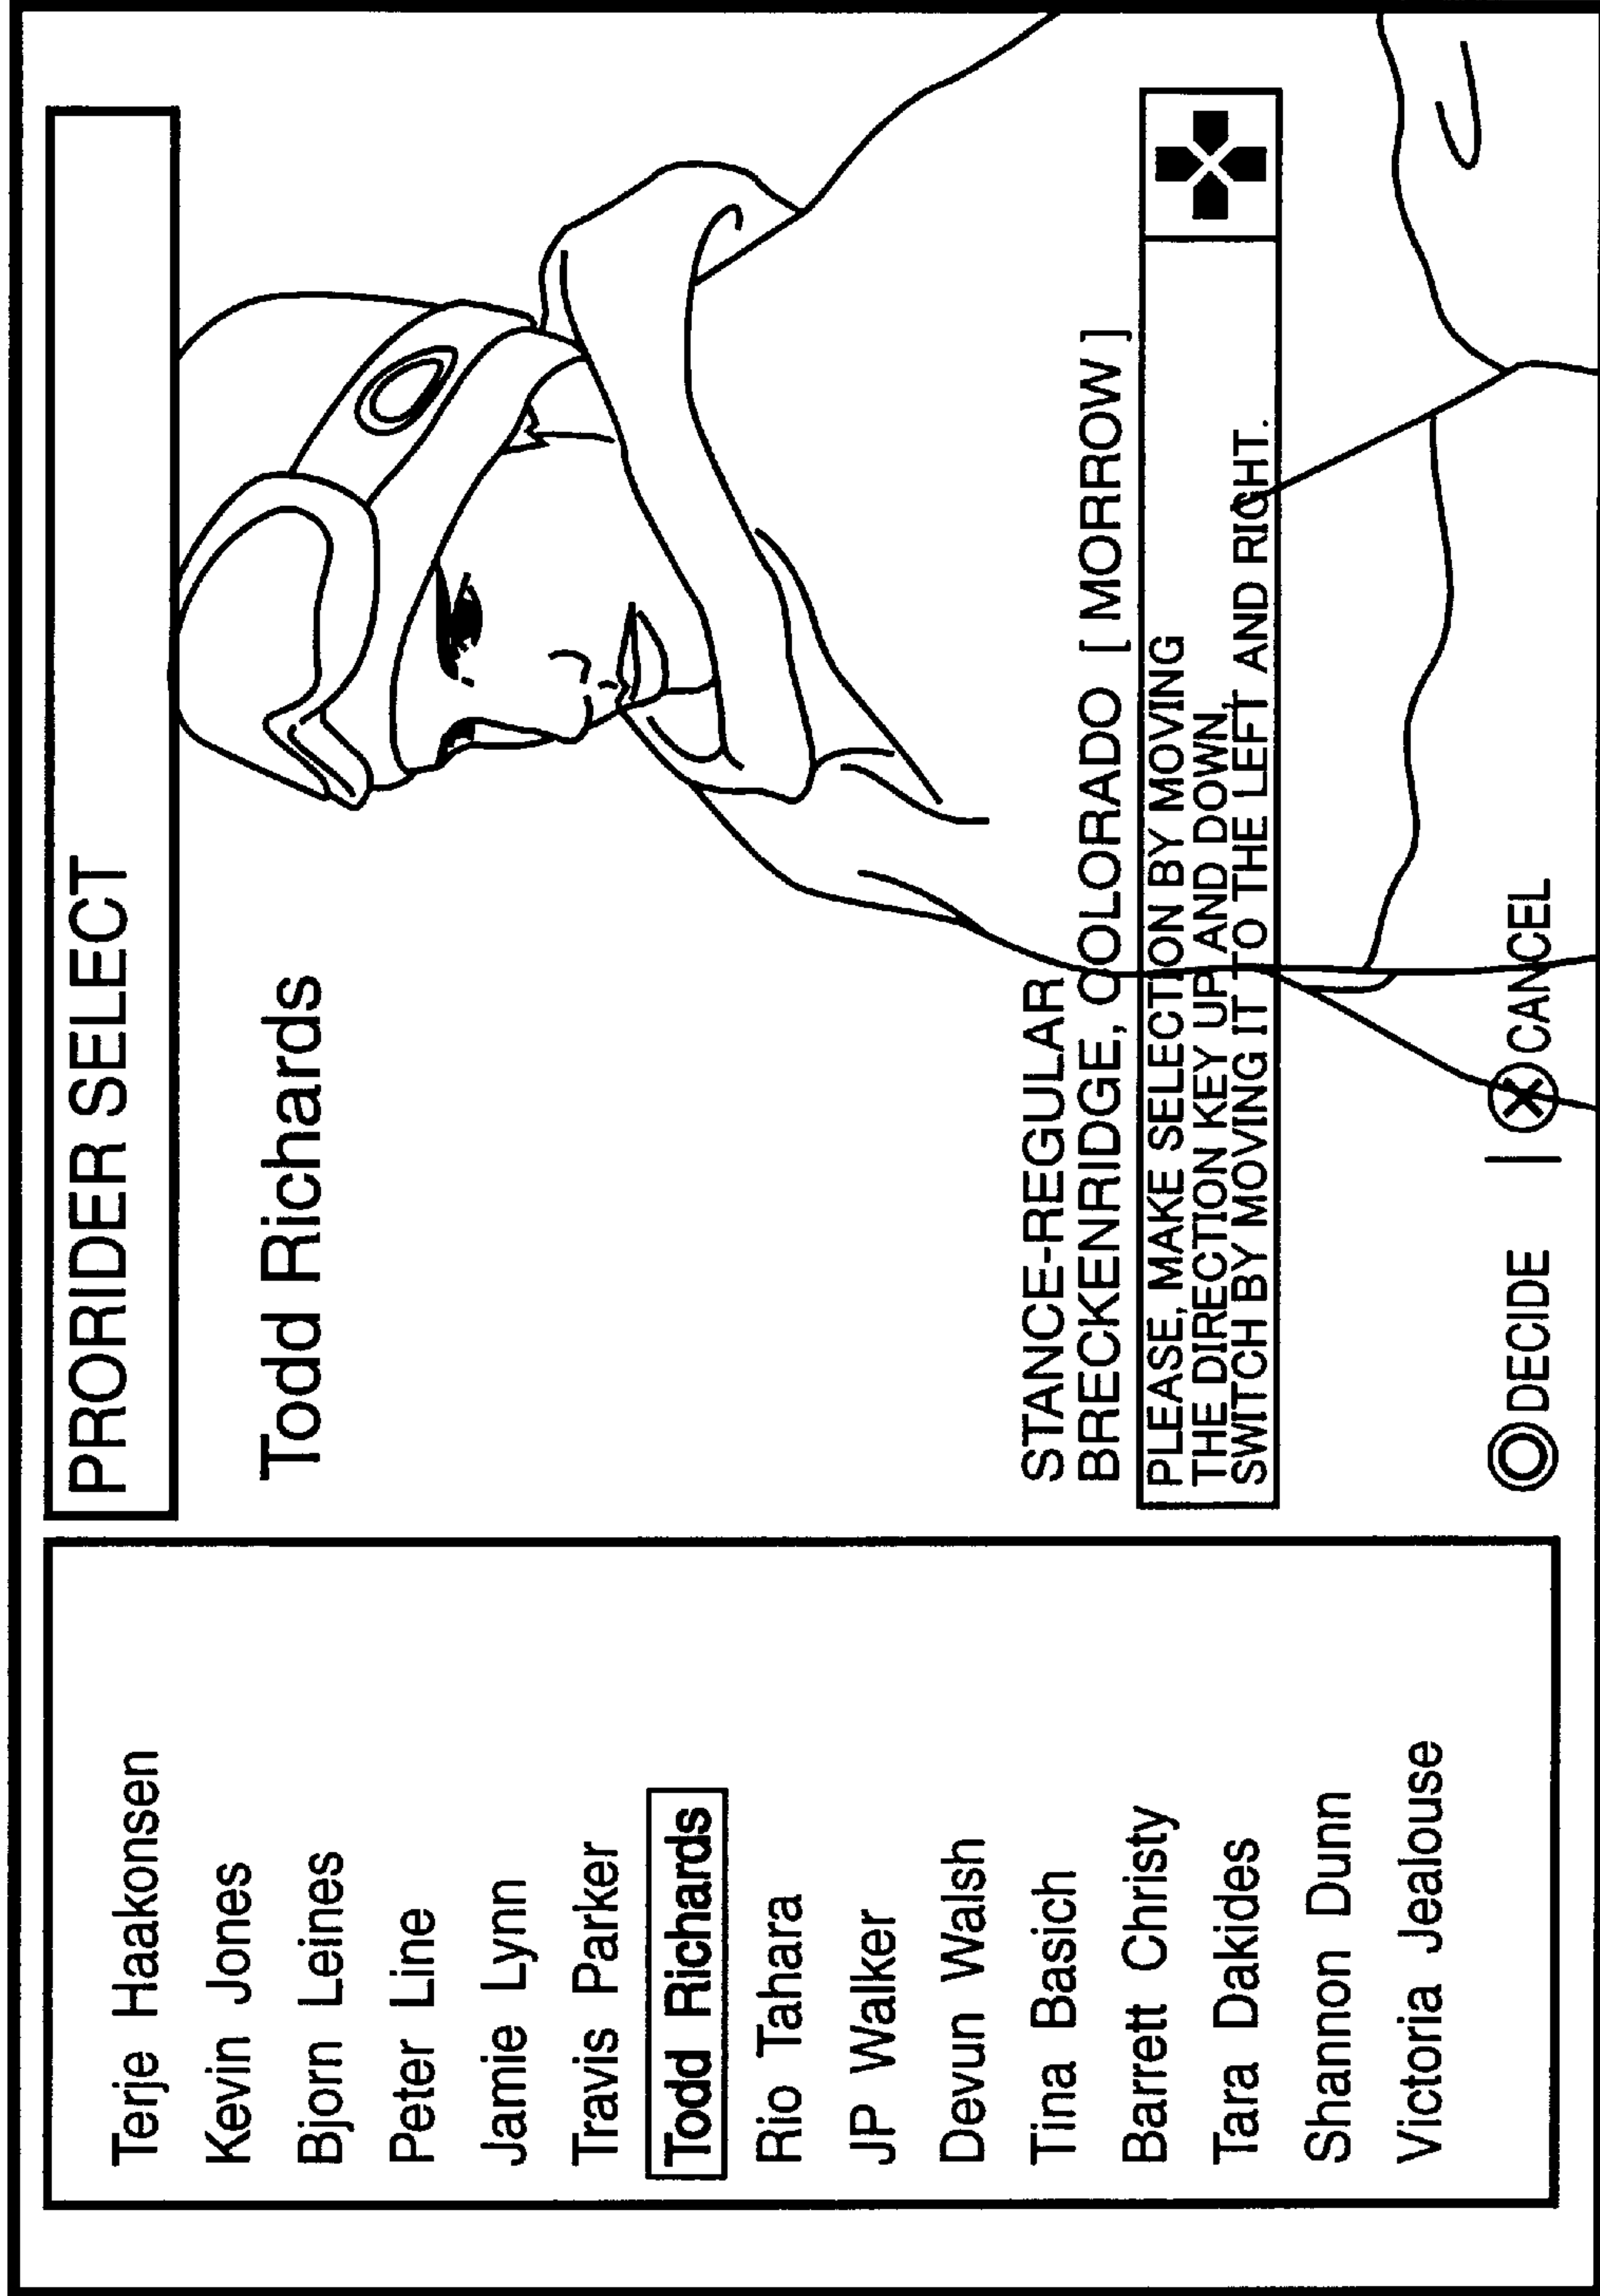 Terje Haakonsen
Kevin Jones
Bjorn Leines
Peter Line
Jamie Lynn
Travis Parker
Todd Richards
Rio Tahara
JP Walker
Devun Walsh
Tina Basich
Barrett Christy
Tara Dakides
Shannon Dunn
Victoria Jealouse
PRORIDER SELECT
Todd Richards
STANCE-REGULAR
BRECKENRIDGE, COLORADO [ MORROW ]
PLEASE, MAKE SELECTION BY MOVING
THE DIRECTION KEY UP AND DOWN,
SWITCH BY MOVING IT TO THE LEFT AND RIGHT.
DECIDE | CANCEL